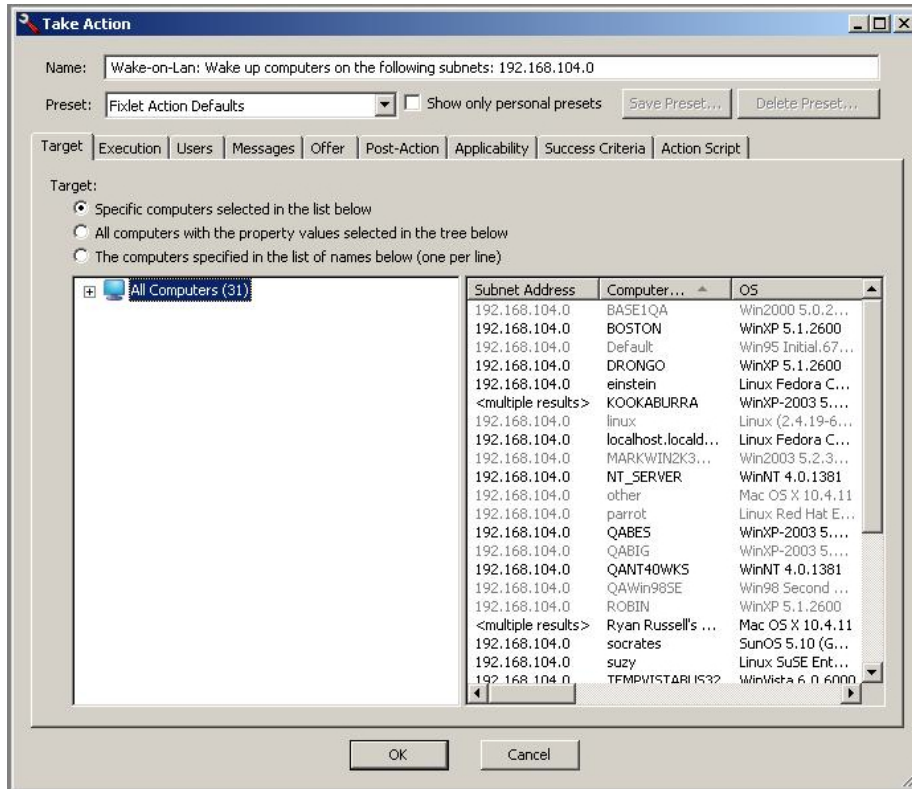 Take Action
Name: Wake-on-Lan: Wake up computers on the following subnets: 192.168.104.0
Preset: Fixlet Action Defaults Show only personal presets Save Preset... Delete Preset...
Target Execution Users Messages Offer Post-Action Applicability Success Criteria Action Script
Target:
Specific computers selected in the list below
All computers with the property values selected in the tree below
The computers specified in the list of names below (one per line)
All Computers (31)
Subnet Address Computer... OS
192.168.104.0 BASE1QA Win2000 5.0.2...
192.168.104.0 BOSTON WinXP 5.1.2600
192.168.104.0 Default Win95 Initial.67...
192.168.104.0 DRONGO WinXP 5.1.2600
192.168.104.0 einstein Linux Fedora C...
<multiple results> KOOKABURRA WinXP-2003 5....
192.168.104.0 linux Linux (2.4.19-6...
192.168.104.0 localhost.locald... Linux Fedora C...
192.168.104.0 MARKWIN2K3... Win2003 5.2.3...
192.168.104.0 NT_SERVER WinNT 4.0.1381
192.168.104.0 other Mac OS X 10.4.11
192.168.104.0 parrot Linux Red Hat E...
192.168.104.0 QABES WinXP-2003 5....
192.168.104.0 QABIG WinXP-2003 5....
192.168.104.0 QANT40WKS WinNT 4.0.1381
192.168.104.0 QAWin98SE Win98 Second ...
192.168.104.0 ROBIN WinXP 5.1.2600
<multiple results> Ryan Russell's ... Mac OS X 10.4.11
192.168.104.0 socrates SunOS 5.10 (G...
192.168.104.0 suzy Linux SuSE Ent...
192.168.104.0 TEMPVISTABUS32 WinVista 6.0.6000
OK Cancel